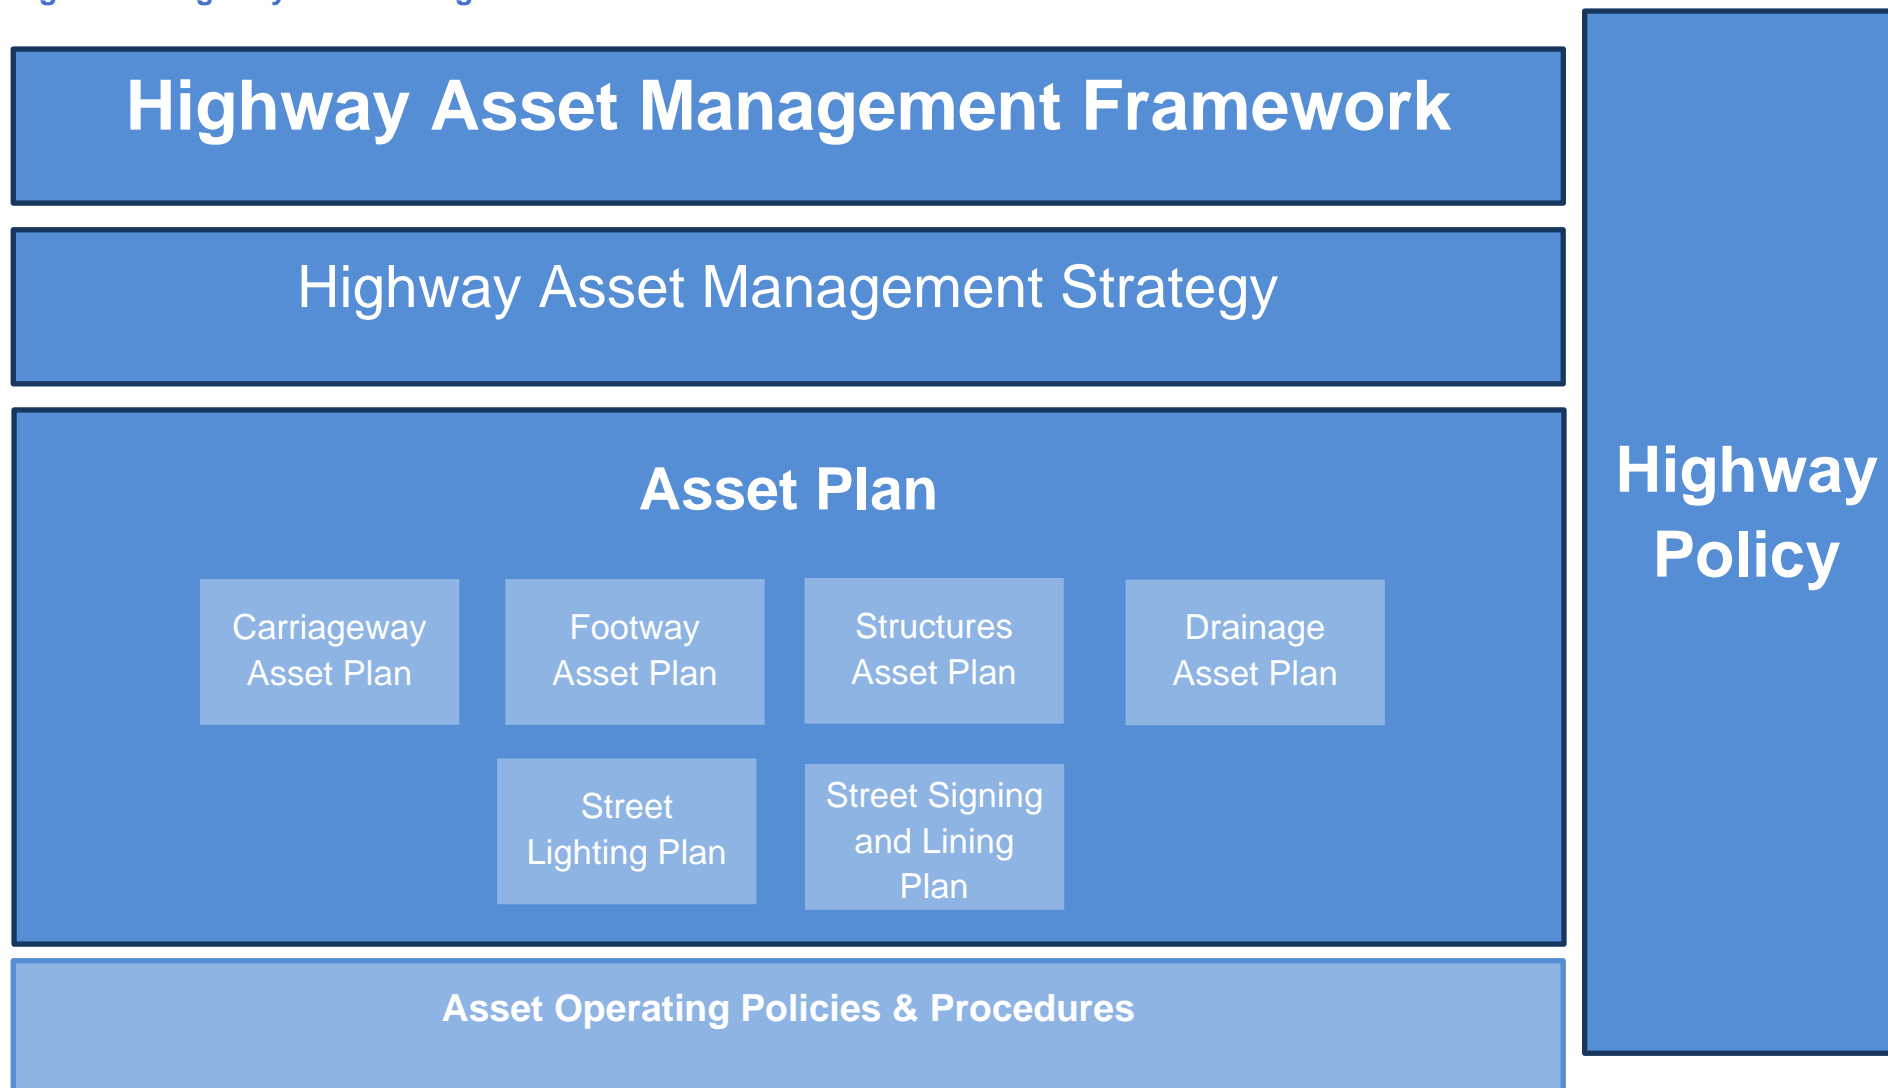 Highway Asset Management Framework
Highway Asset Management Strategy
Asset Plan
Carriageway
Asset Plan
Footway
Asset Plan
Structures
Asset Plan
Drainage
Asset Plan
Street
Lighting Plan
Street Signing
and Lining
Plan
Asset Operating Policies & Procedures
Highway
Policy